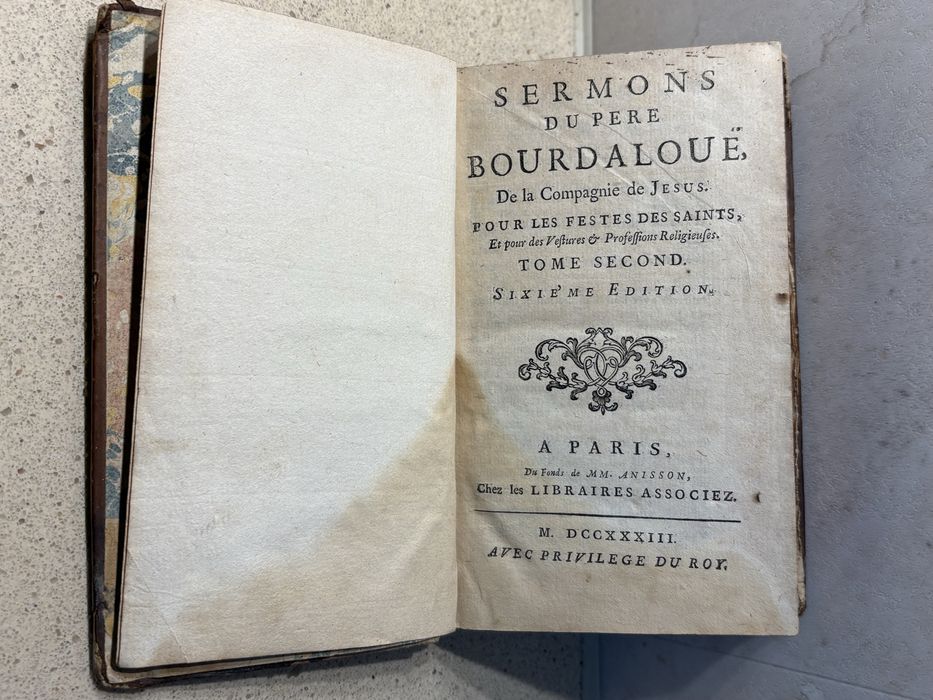 SERMONS
DU PERE
BOURDALOUË,
De la Compagnie de JESUS.
POUR LES FESTES DES SAINTS,
Et pour des Veſtures & Profeſſions Religieuſes.
TOME SECOND.
SIXIE'ME EDITION.
A PARIS,
Du Fonds de MM. ANISSON,
Chez les LIBRAIRES ASSOCIEZ.
M. DCCXXXIII.
AVEC PRIVILEGE DU ROY.